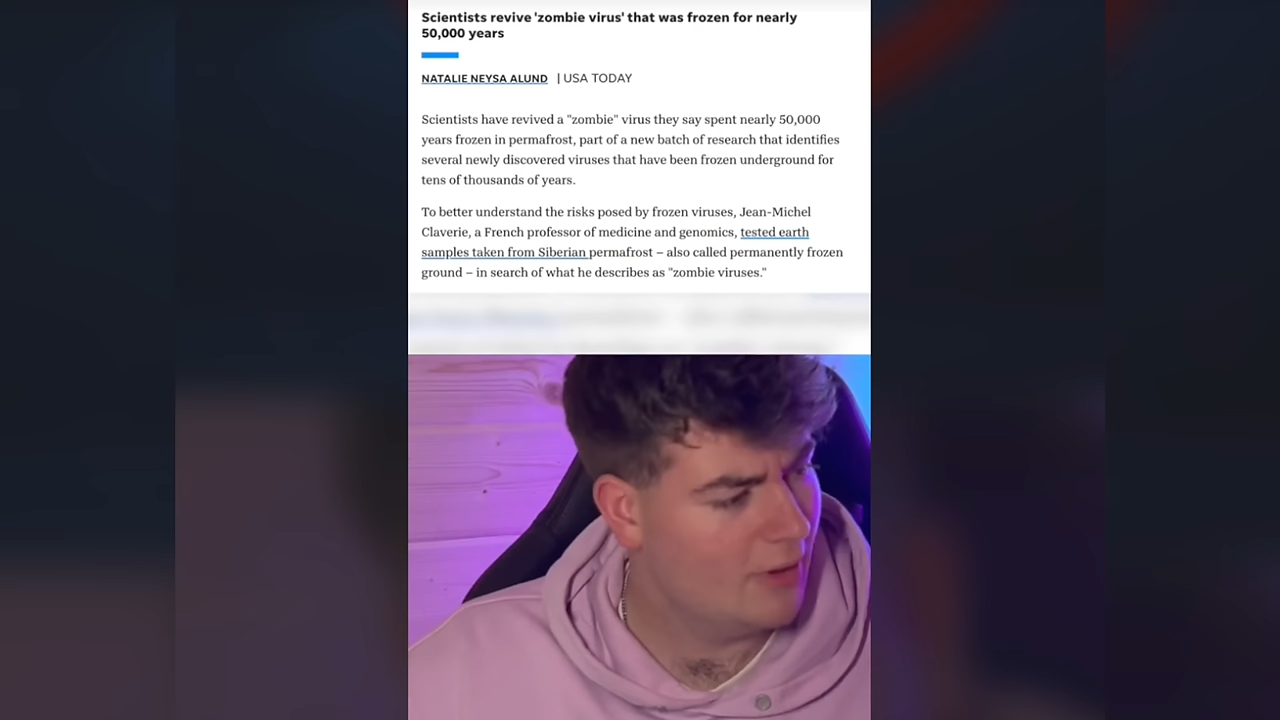 Scientists revive 'zombie virus' that was frozen for nearly
50,000 years
NATALIE NEYSA ALUND | USA TODAY
Scientists have revived a "zombie" virus they say spent nearly 50,000
years frozen in permafrost, part of a new batch of research that identifies
several newly discovered viruses that have been frozen underground for
tens of thousands of years.
To better understand the risks posed by frozen viruses, Jean-Michel
Claverie, a French professor of medicine and genomics, tested earth
samples taken from Siberian permafrost – also called permanently frozen
ground – in search of what he describes as "zombie viruses."